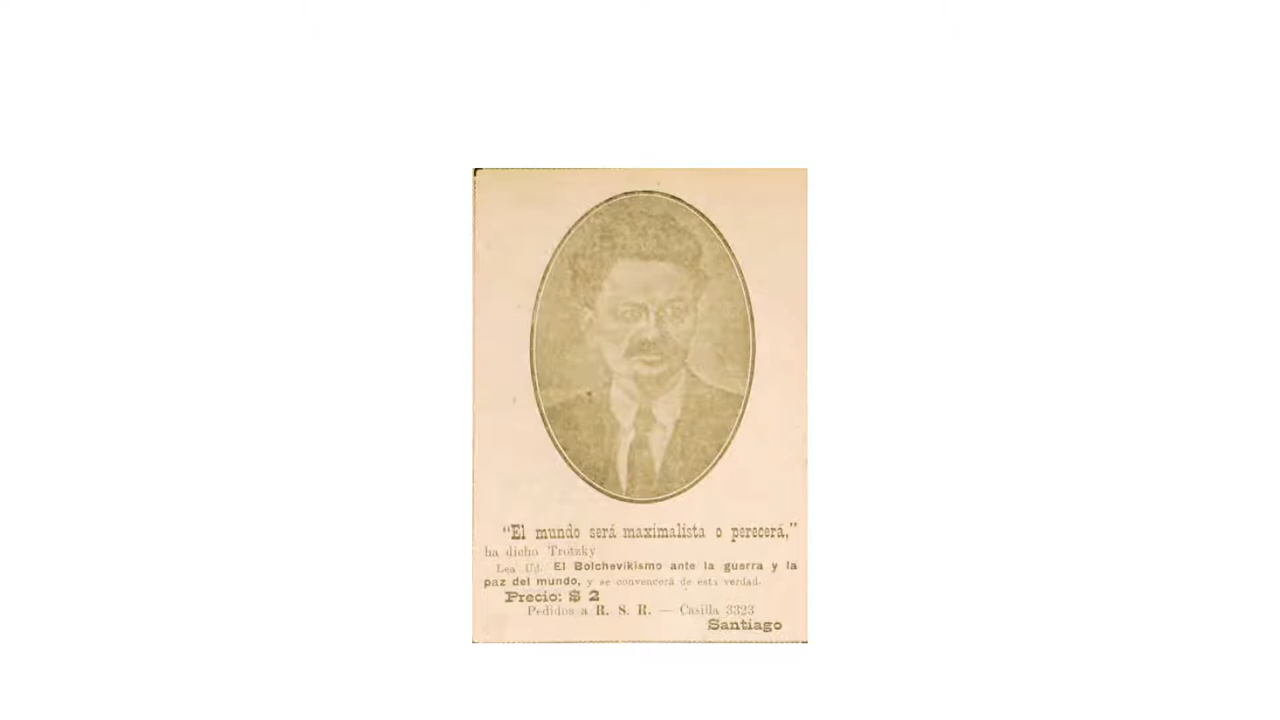 “El mundo será maximalista o perecerá,”
ha dicho Trotzky
Lea Ud. El Bolchevikismo ante la guerra y la
paz del mundo, y se convencerá de esta verdad.
Precio: $ 2
Pedidos a R. S. R. — Casilla 3323
Santiago